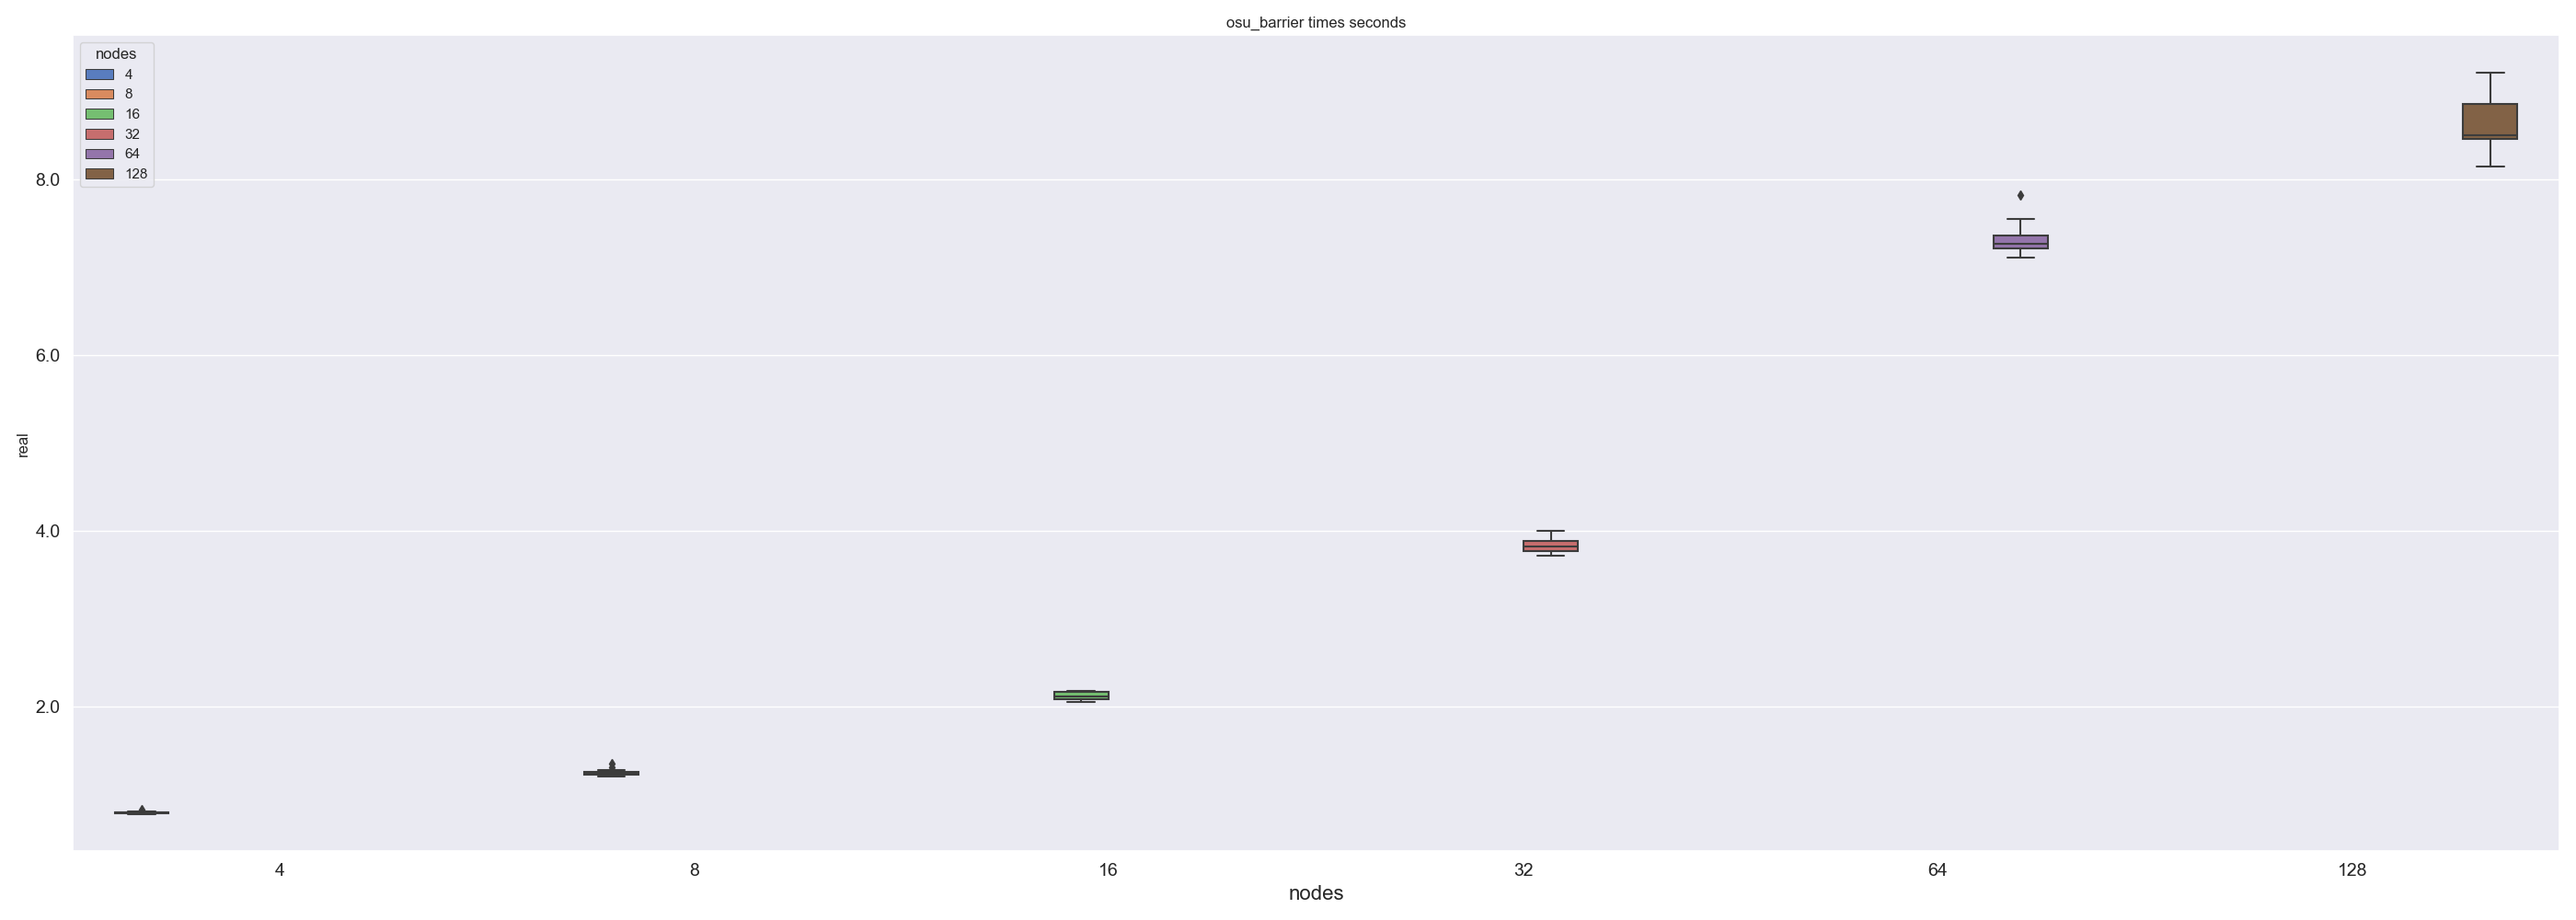 osu_barrier times seconds
nodes
4
8
16
32
64
128
8.0
6.0
4.0
2.0
real
4 8 16 32 64 128
nodes